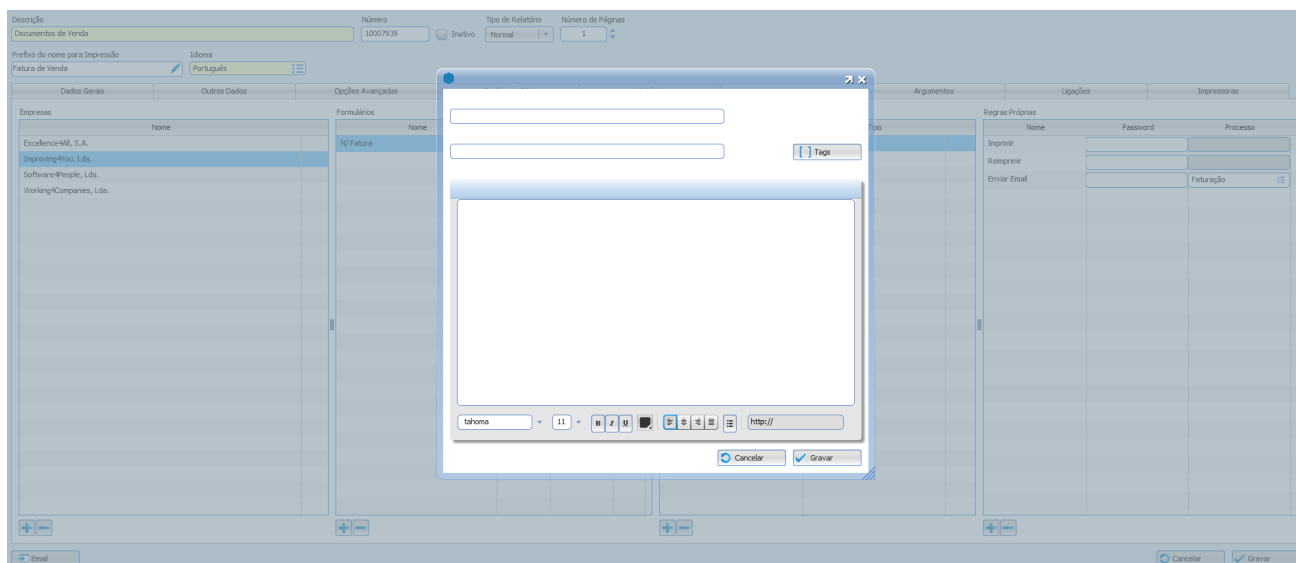 Descrição Número Tipo de Relatório Número de Páginas
Documentos de Venda 10007939 Inativo Normal 1
Prefixo do nome para Impressão Idioma
Fatura de Venda Português
Dados Gerais Outros Dados Opções Avançadas Argumentos Ligações Impressoras
Empresas Formulários Regras Próprias
Nome Nome Tipo Nome Password Processo
Excellence4All, S.A. N/ Fatura Imprimir
Improving4You, Lda. Reimprimir
Software4People, Lda. Enviar Email Faturação
Working4Companies, Lda.
[ ] Tags
tahoma 11 B I U http://
Cancelar Gravar
Email Cancelar Gravar